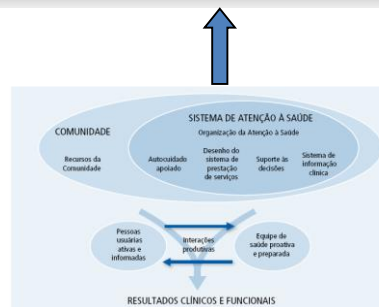 SISTEMA DE ATENÇÃO À SAÚDE
Organização da Atenção à Saúde
COMUNIDADE
Recursos da
Comunidade
Autocuidado
apoiado
Desenho do
sistema de
prestação
de serviços
Suporte às
decisões
Sistema de
informação
clínica
Pessoas
usuárias
ativas e
informadas
Interações
produtivas
Equipe de
saúde proativa
e preparada
RESULTADOS CLÍNICOS E FUNCIONAIS